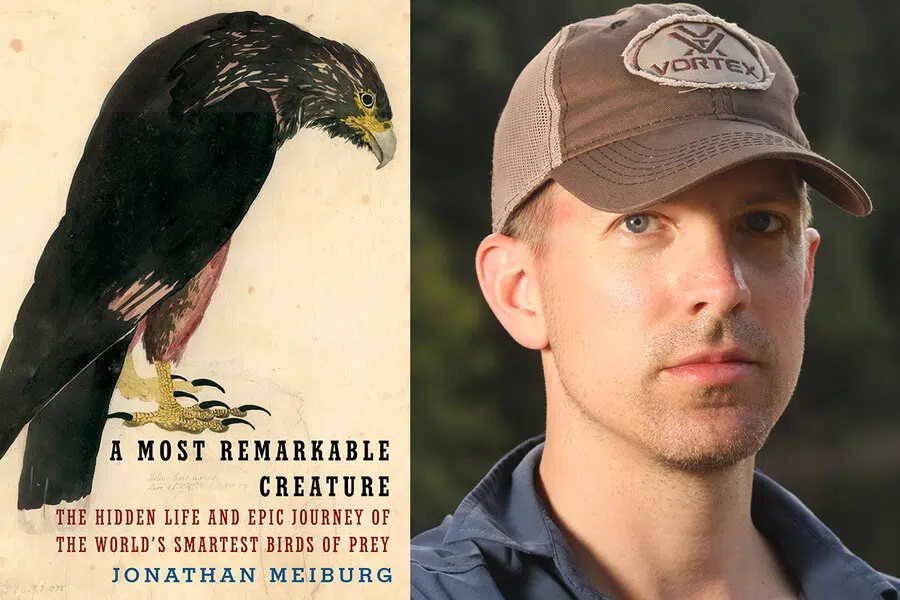 A MOST REMARKABLE
CREATURE
THE HIDDEN LIFE AND EPIC JOURNEY OF
THE WORLD'S SMARTEST BIRDS OF PREY
JONATHAN MEIBURG
VORTEX